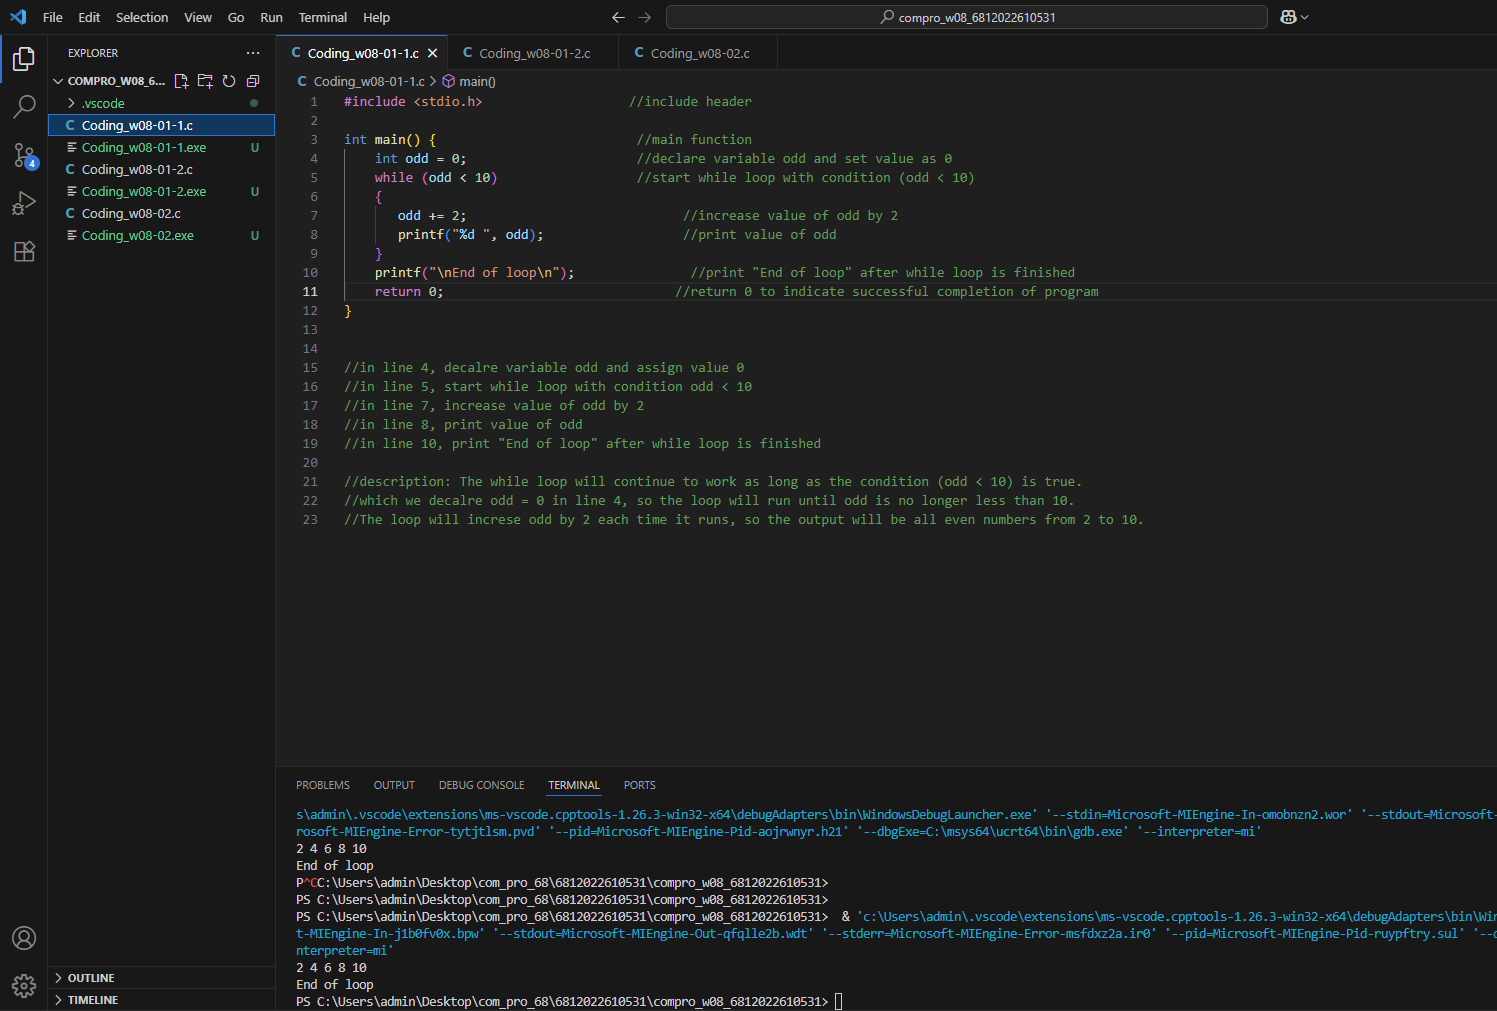 File Edit Selection View Go Run Terminal Help
compro_w08_6812022610531
EXPLORER
COMPRO_W08_6...
.vscode
C Coding_w08-01-1.c
Coding_w08-01-1.exe U
C Coding_w08-01-2.c
Coding_w08-01-2.exe U
C Coding_w08-02.c
Coding_w08-02.exe U
4
OUTLINE
TIMELINE
C Coding_w08-01-1.c
C Coding_w08-01-2.c
C Coding_w08-02.c
C Coding_w08-01-1.c > main()
1 #include <stdio.h> //include header
2
3 int main() { //main function
4 int odd = 0; //declare variable odd and set value as 0
5 while (odd < 10) //start while loop with condition (odd < 10)
6 {
7 odd += 2; //increase value of odd by 2
8 printf("%d ", odd); //print value of odd
9 }
10 printf("\nEnd of loop\n"); //print "End of loop" after while loop is finished
11 return 0; //return 0 to indicate successful completion of program
12 }
13
14
15 //in line 4, decalre variable odd and assign value 0
16 //in line 5, start while loop with condition odd < 10
17 //in line 7, increase value of odd by 2
18 //in line 8, print value of odd
19 //in line 10, print "End of loop" after while loop is finished
20
21 //description: The while loop will continue to work as long as the condition (odd < 10) is true.
22 //which we decalre odd = 0 in line 4, so the loop will run until odd is no longer less than 10.
23 //The loop will increse odd by 2 each time it runs, so the output will be all even numbers from 2 to 10.
PROBLEMS OUTPUT DEBUG CONSOLE TERMINAL PORTS
s\admin\.vscode\extensions\ms-vscode.cpptools-1.26.3-win32-x64\debugAdapters\bin\WindowsDebugLauncher.exe' '--stdin=Microsoft-MIEngine-In-omobnzn2.wor' '--stdout=Microsoft-
rosoft-MIEngine-Error-tytjtlsm.pvd' '--pid=Microsoft-MIEngine-Pid-aojrwnyr.h21' '--dbgExe=C:\msys64\ucrt64\bin\gdb.exe' '--interpreter=mi'
2 4 6 8 10
End of loop
P^CC:\Users\admin\Desktop\com_pro_68\6812022610531\compro_w08_6812022610531>
PS C:\Users\admin\Desktop\com_pro_68\6812022610531\compro_w08_6812022610531>
PS C:\Users\admin\Desktop\com_pro_68\6812022610531\compro_w08_6812022610531> & 'c:\Users\admin\.vscode\extensions\ms-vscode.cpptools-1.26.3-win32-x64\debugAdapters\bin\Win
t-MIEngine-In-j1b0fv0x.bpw' '--stdout=Microsoft-MIEngine-Out-qfqlle2b.wdt' '--stderr=Microsoft-MIEngine-Error-msfdxz2a.ir0' '--pid=Microsoft-MIEngine-Pid-ruypftry.sul' '--d
nterpreter=mi'
2 4 6 8 10
End of loop
PS C:\Users\admin\Desktop\com_pro_68\6812022610531\compro_w08_6812022610531>